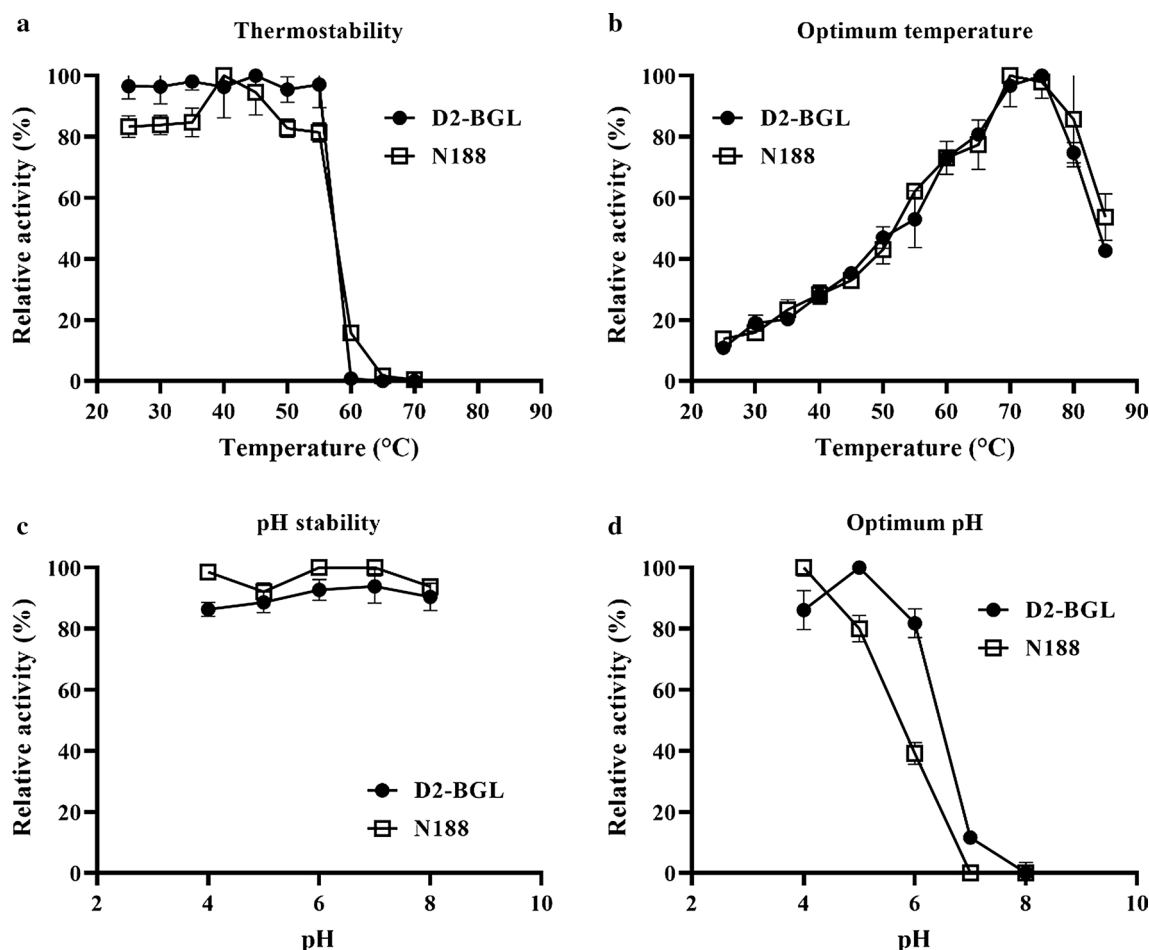 a
Thermostability
Relative activity (%)
100
80
60
40
20
0
D2-BGL
N188
20 30 40 50 60 70 80 90
Temperature (°C)
b
Optimum temperature
Relative activity (%)
100
80
60
40
20
0
D2-BGL
N188
20 30 40 50 60 70 80 90
Temperature (°C)
c
pH stability
Relative activity (%)
100
80
60
40
20
0
D2-BGL
N188
2 4 6 8 10
pH
d
Optimum pH
Relative activity (%)
100
80
60
40
20
0
D2-BGL
N188
2 4 6 8 10
pH